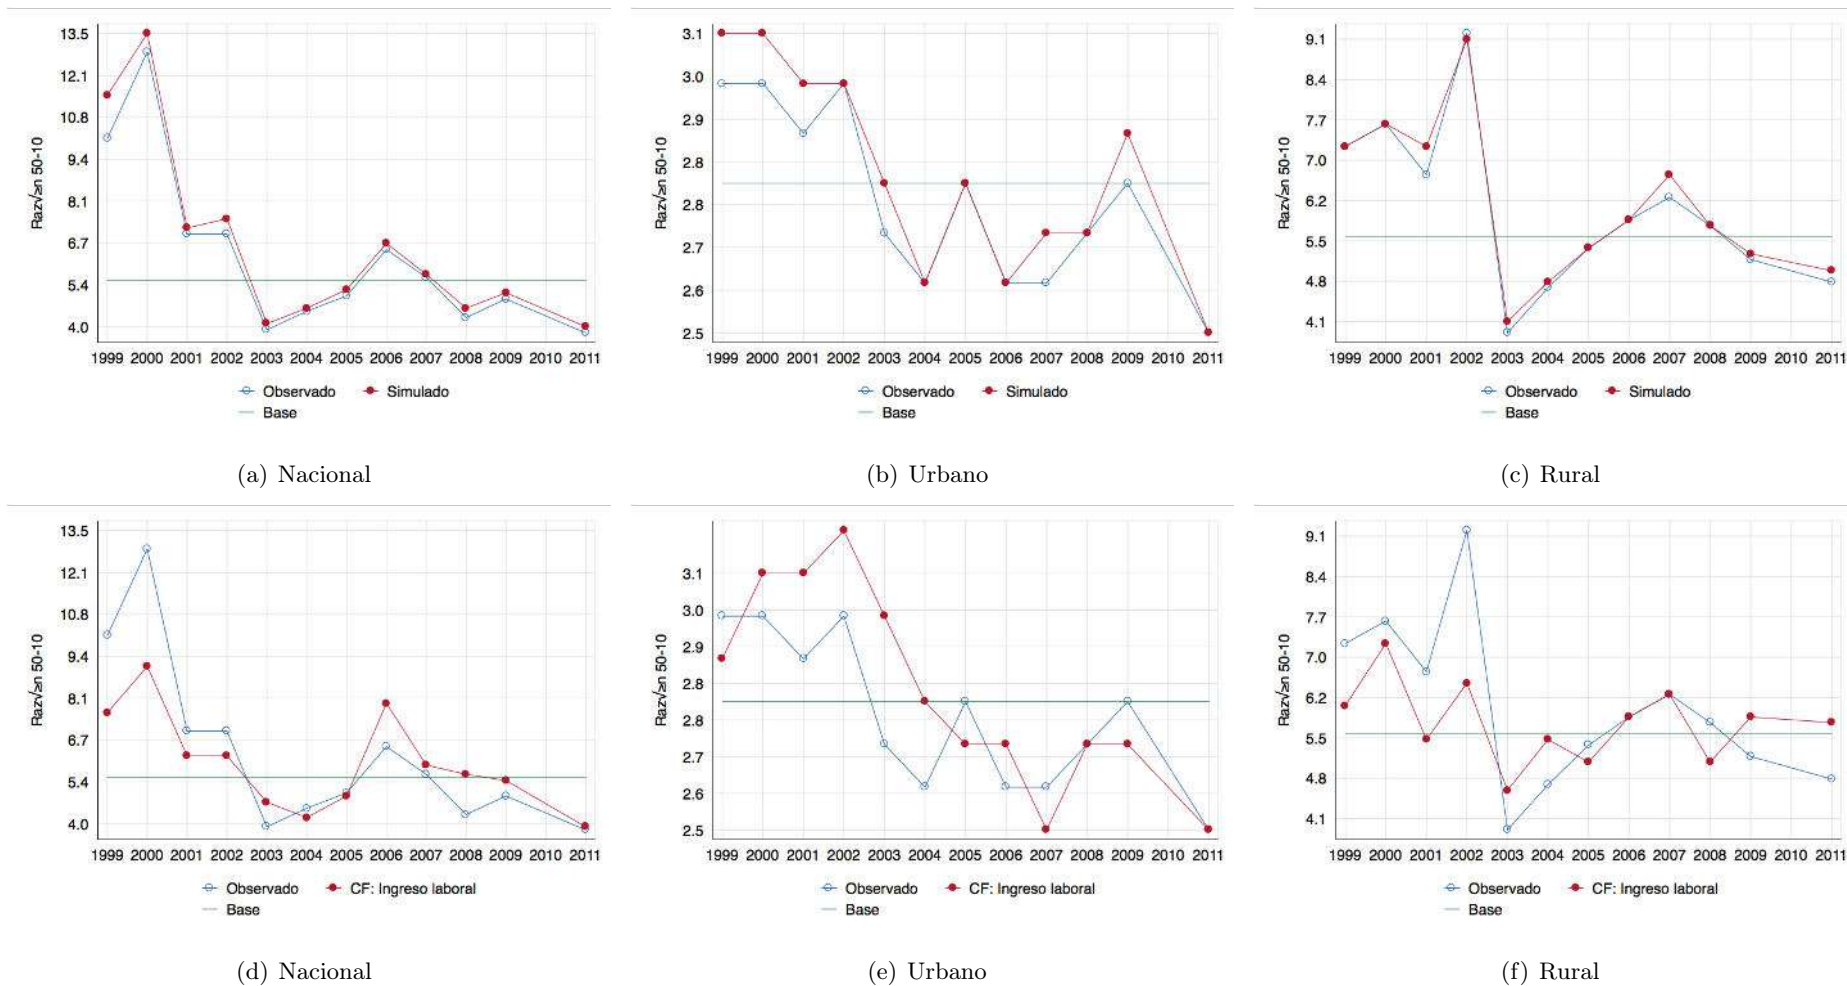 13.5
12.1
10.8
9.4
8.1
6.7
5.4
4.0
Raz√≥n 50-10
1999 2000 2001 2002 2003 2004 2005 2006 2007 2008 2009 2010 2011
Observado Simulado
Base
(a) Nacional
3.1
3.0
2.9
2.8
2.8
2.7
2.6
2.5
Raz√≥n 50-10
1999 2000 2001 2002 2003 2004 2005 2006 2007 2008 2009 2010 2011
Observado Simulado
Base
(b) Urbano
9.1
8.4
7.7
7.0
6.2
5.5
4.8
4.1
Raz√≥n 50-10
1999 2000 2001 2002 2003 2004 2005 2006 2007 2008 2009 2010 2011
Observado Simulado
Base
(c) Rural
13.5
12.1
10.8
9.4
8.1
6.7
5.4
4.0
Raz√≥n 50-10
1999 2000 2001 2002 2003 2004 2005 2006 2007 2008 2009 2010 2011
Observado CF: Ingreso laboral
Base
(d) Nacional
3.1
3.0
2.9
2.8
2.8
2.7
2.6
2.5
Raz√≥n 50-10
1999 2000 2001 2002 2003 2004 2005 2006 2007 2008 2009 2010 2011
Observado CF: Ingreso laboral
Base
(e) Urbano
9.1
8.4
7.7
7.0
6.2
5.5
4.8
4.1
Raz√≥n 50-10
1999 2000 2001 2002 2003 2004 2005 2006 2007 2008 2009 2010 2011
Observado CF: Ingreso laboral
Base
(f) Rural